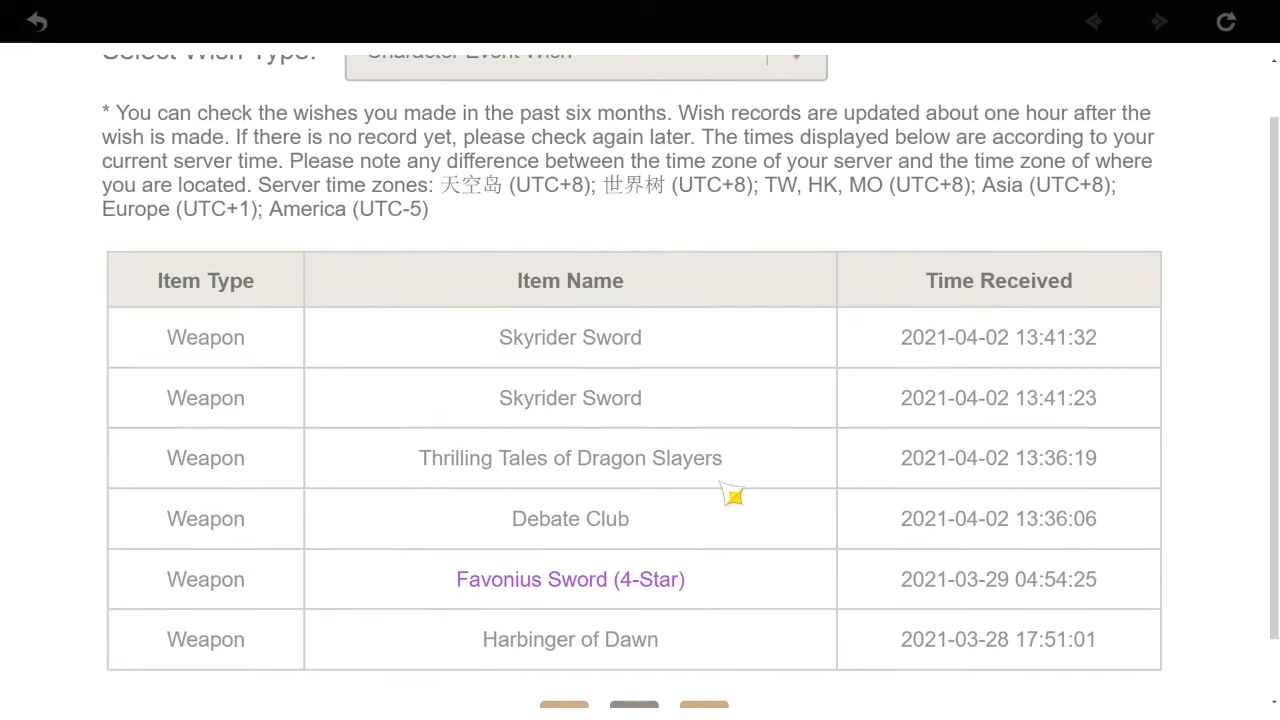 Select Wish Type:
Character Event Wish
* You can check the wishes you made in the past six months. Wish records are updated about one hour after the
wish is made. If there is no record yet, please check again later. The times displayed below are according to your
current server time. Please note any difference between the time zone of your server and the time zone of where
you are located. Server time zones: 天空岛 (UTC+8); 世界树 (UTC+8); TW, HK, MO (UTC+8); Asia (UTC+8);
Europe (UTC+1); America (UTC-5)
Item Type Item Name Time Received
Weapon Skyrider Sword 2021-04-02 13:41:32
Weapon Skyrider Sword 2021-04-02 13:41:23
Weapon Thrilling Tales of Dragon Slayers 2021-04-02 13:36:19
Weapon Debate Club 2021-04-02 13:36:06
Weapon Favonius Sword (4-Star) 2021-03-29 04:54:25
Weapon Harbinger of Dawn 2021-03-28 17:51:01